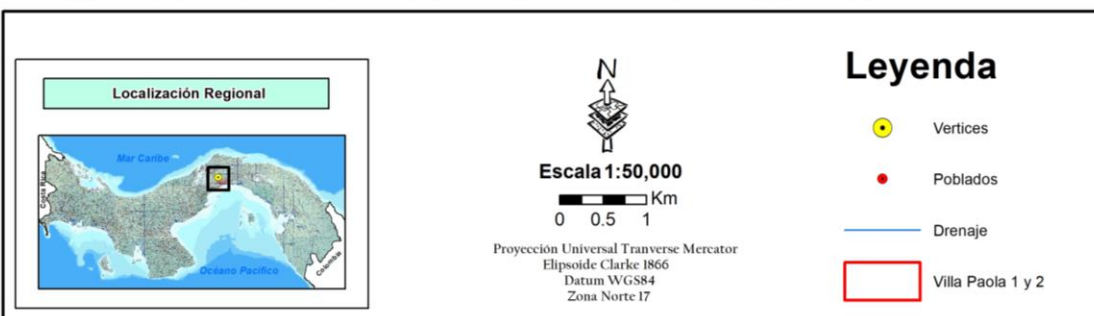 Localización Regional
Mar Caribe
Costa Rica
Océano Pacífico
Colombia
N
Escala 1:50,000
Km
0 0.5 1
Proyección Universal Tranverse Mercator
Elipsoide Clarke 1866
Datum WGS84
Zona Norte 17
Leyenda
Vertices
Poblados
Drenaje
Villa Paola 1 y 2